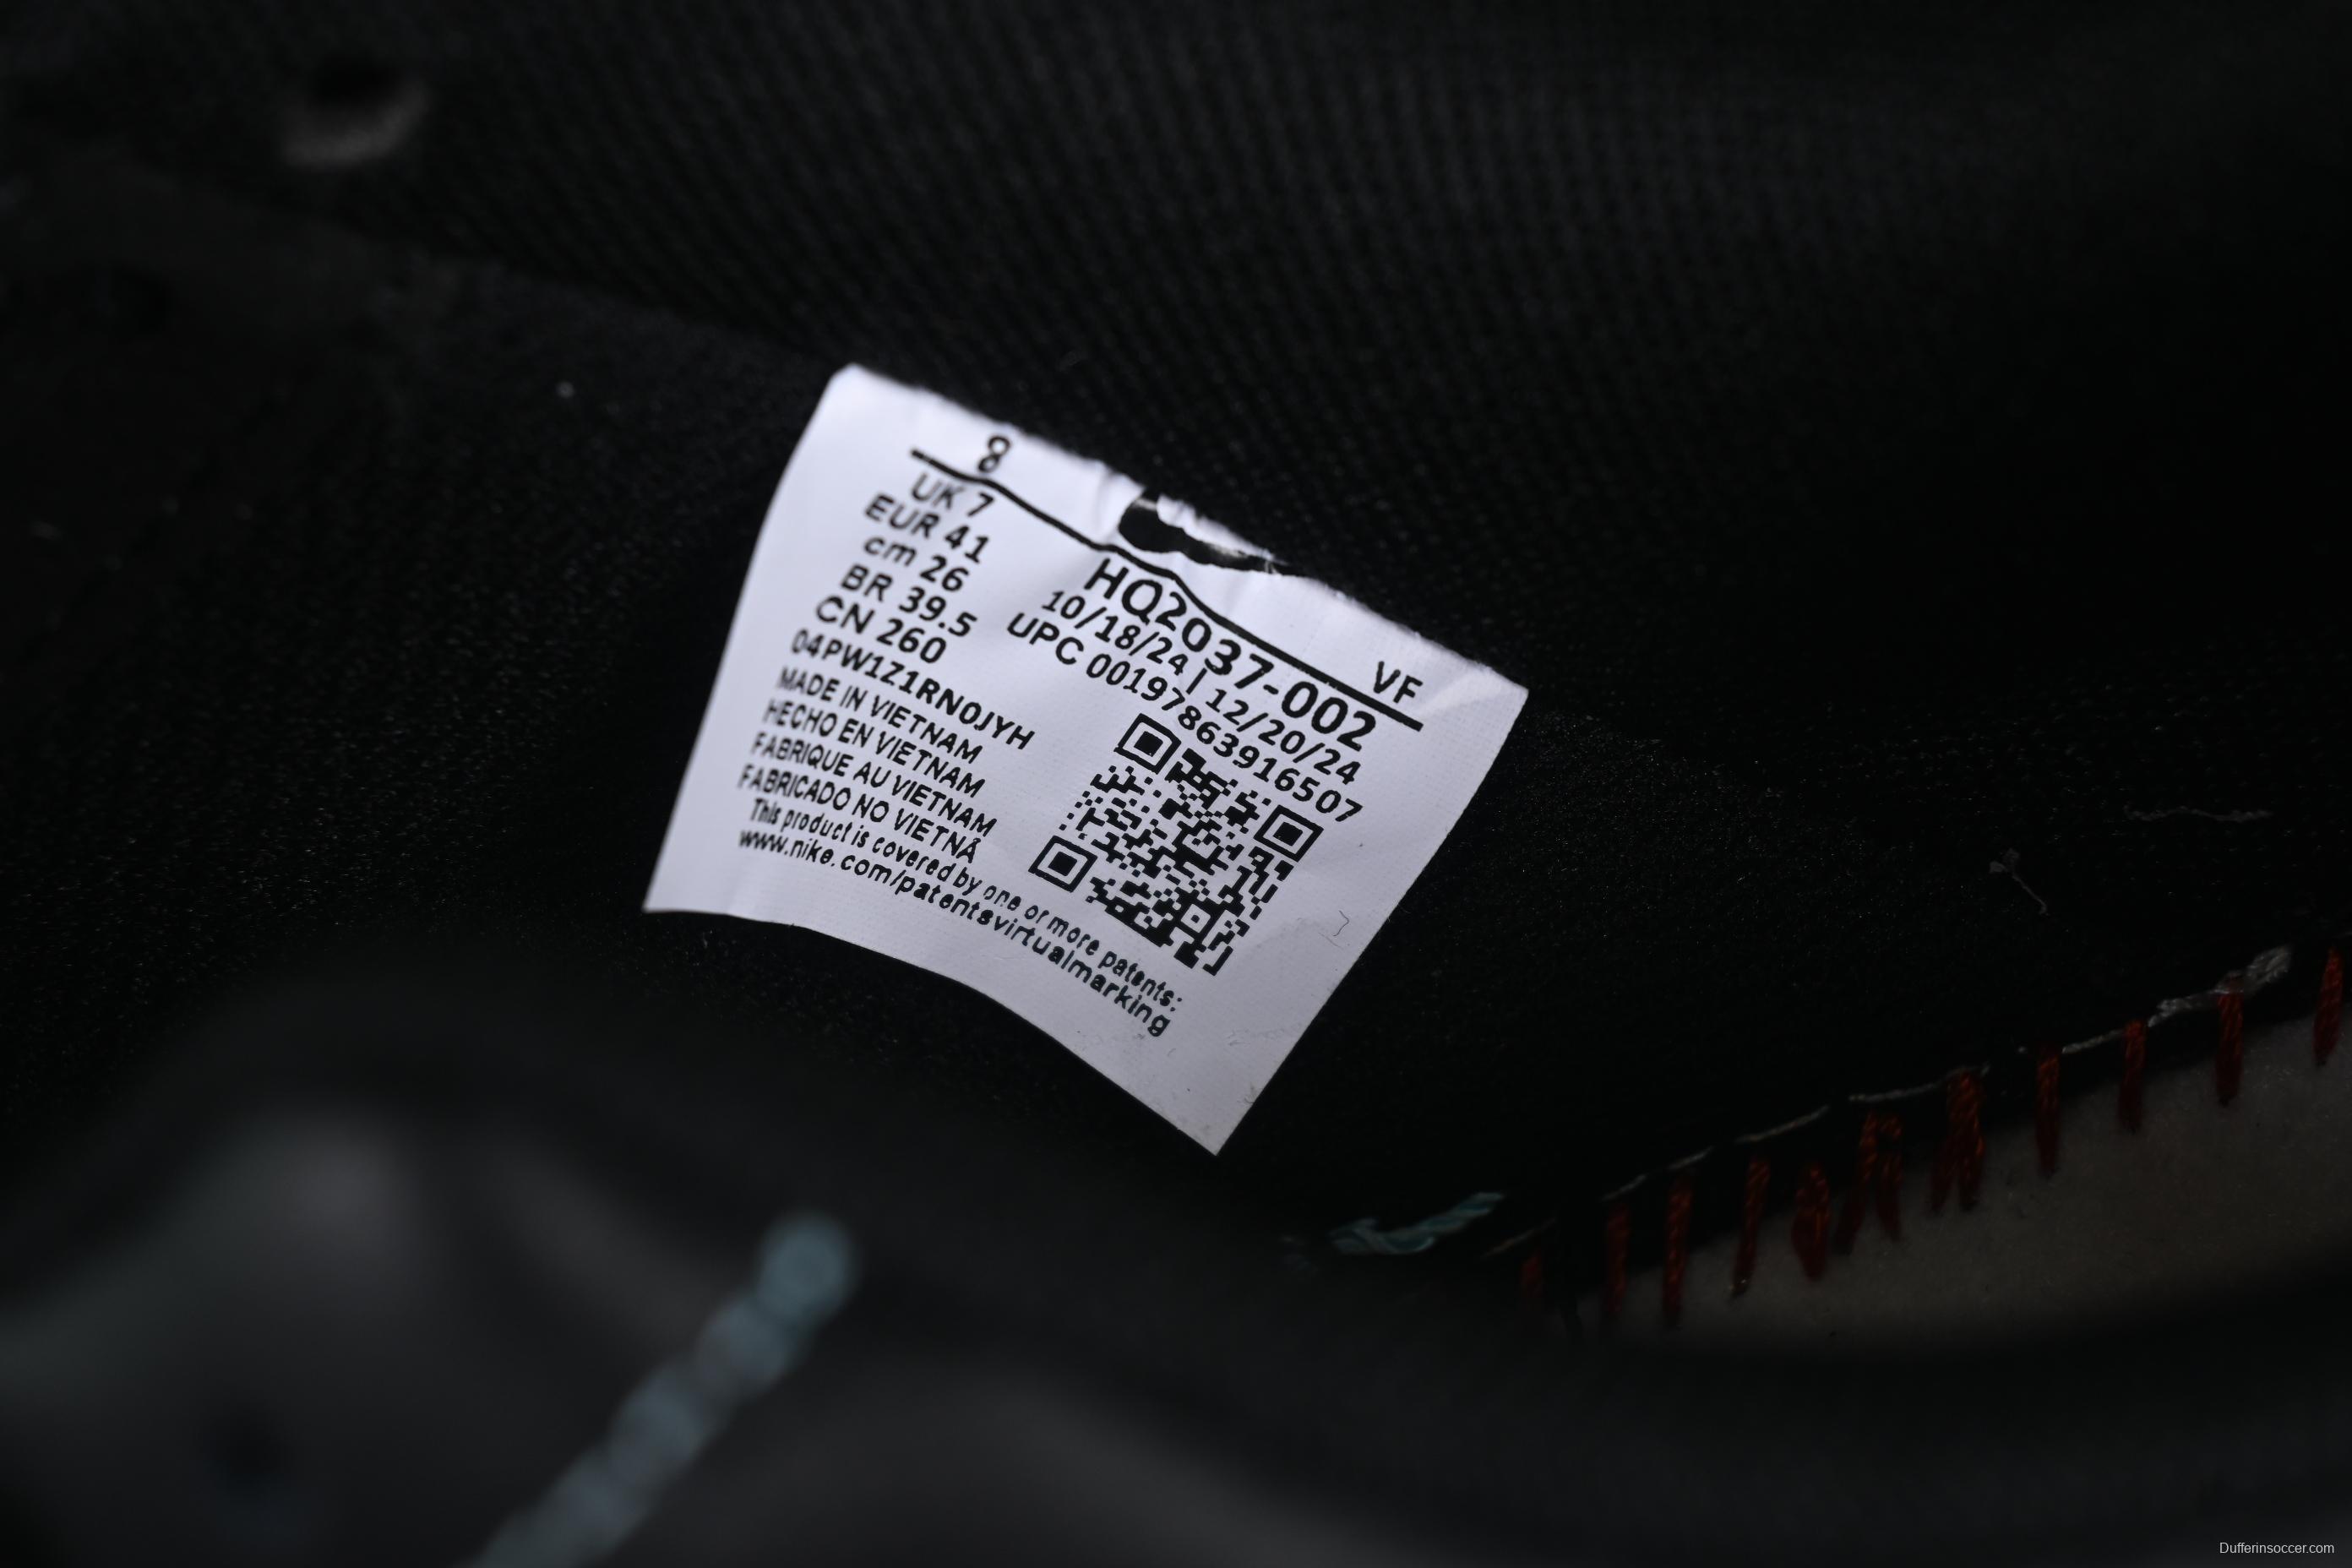 8 VF
UK 7
EUR 41
cm 26
BR 39.5
CN 260
04PW1Z1RN0JYH
MADE IN VIETNAM
HECHO EN VIETNAM
FABRIQUE AU VIETNAM
FABRICADO NO VIETNÃ
This product is covered by one or more patents:
www.nike.com/patentsvirtualmarking
HQ2037-002
10/18/24 | 12/20/24
UPC 00197863916507
Dufferinsoccer.com